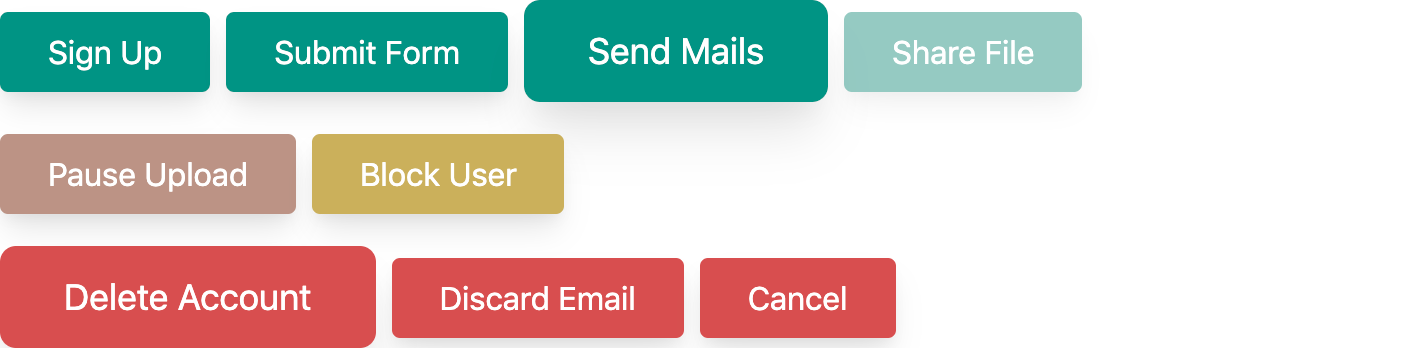 Sign Up Submit Form Send Mails Share File
Pause Upload Block User
Delete Account Discard Email Cancel